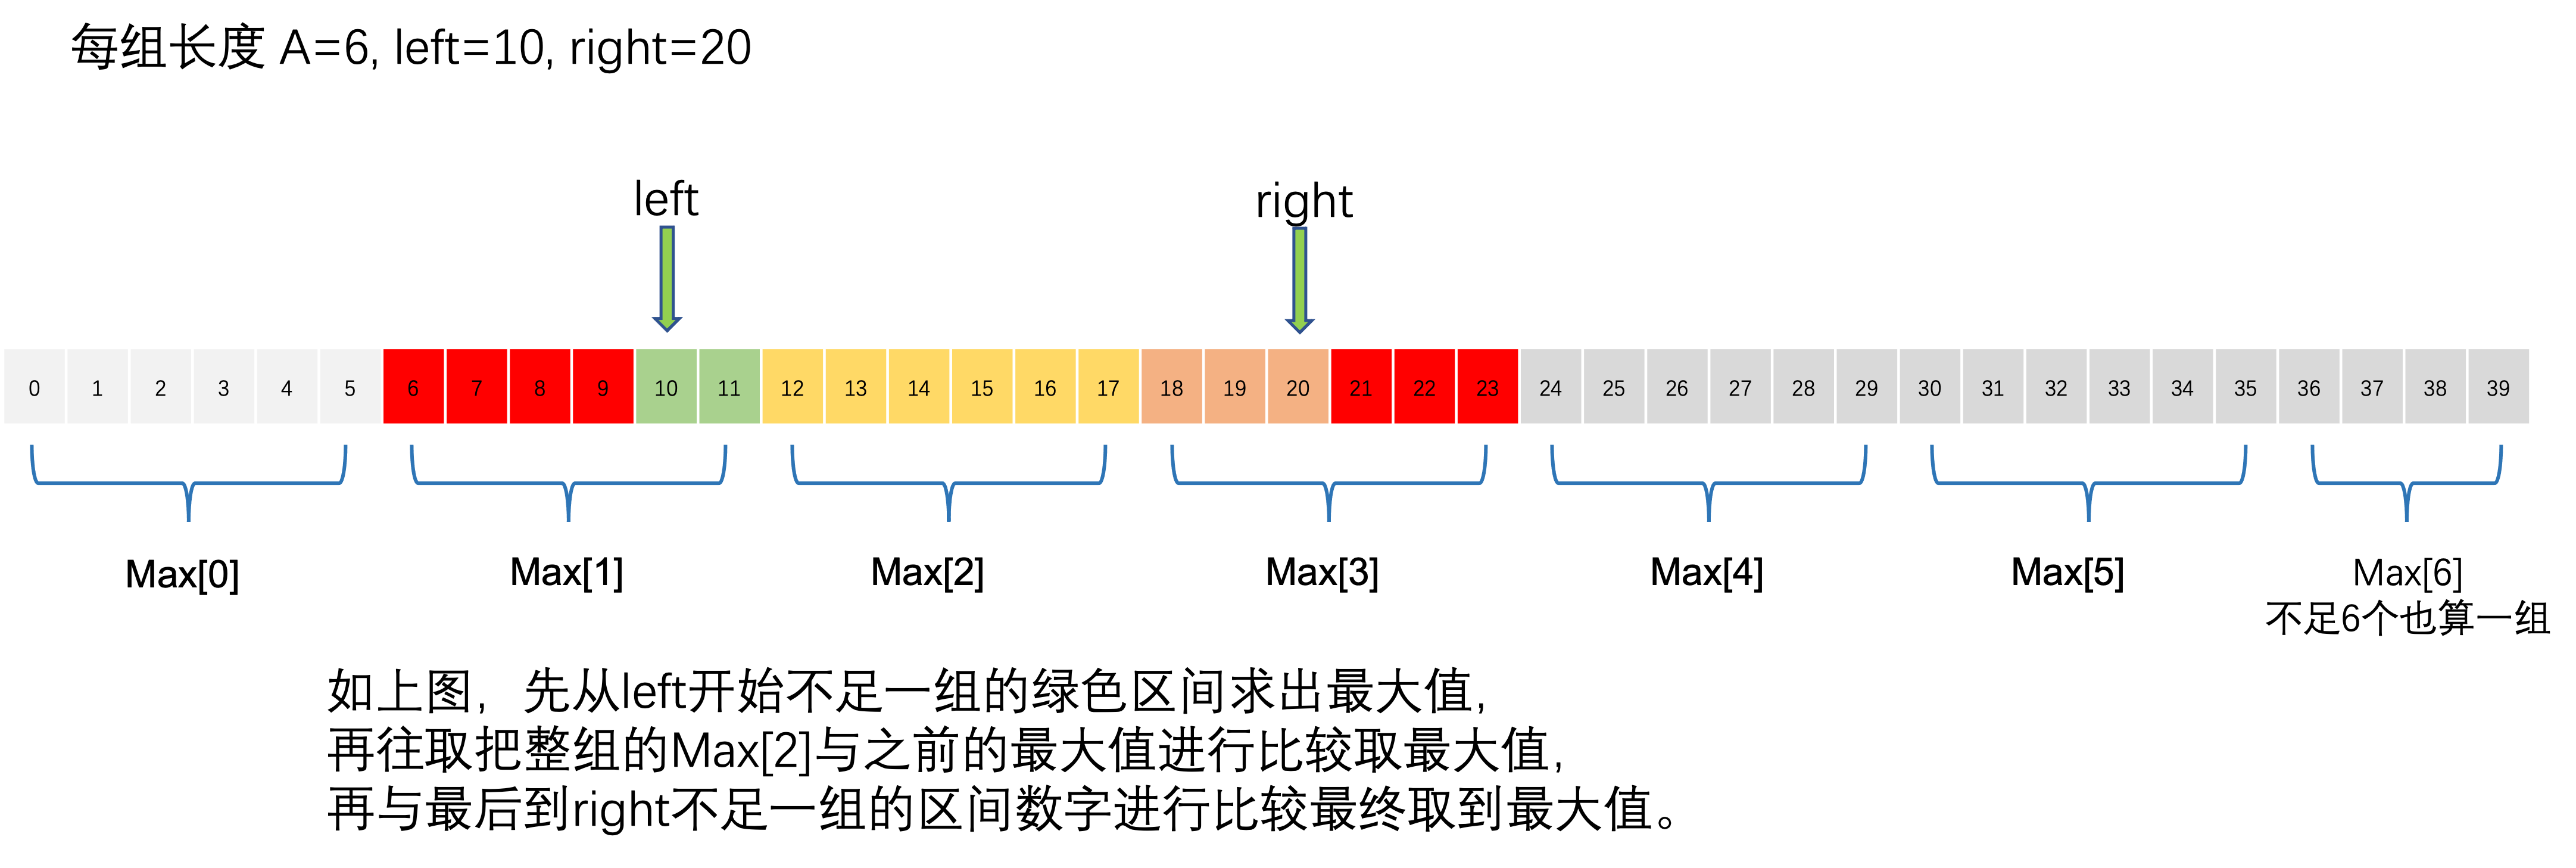 每组长度 A=6, left=10, right=20
left right
0 1 2 3 4 5 6 7 8 9 10 11 12 13 14 15 16 17 18 19 20 21 22 23 24 25 26 27 28 29 30 31 32 33 34 35 36 37 38 39
Max[0] Max[1] Max[2] Max[3] Max[4] Max[5] Max[6]
不足6个也算一组
如上图，先从left开始不足一组的绿色区间求出最大值,
再往取把整组的Max[2]与之前的最大值进行比较取最大值,
再与最后到right不足一组的区间数字进行比较最终取到最大值。